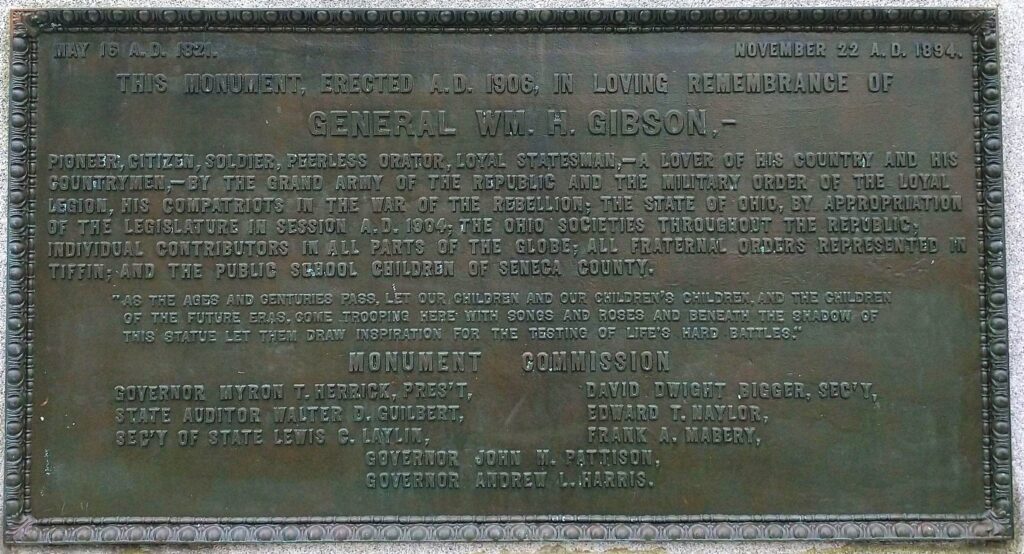 MAY 16 A.D. 1821. NOVEMBER 22 A.D. 1894.
THIS MONUMENT, ERECTED A.D. 1906, IN LOVING REMEMBRANCE OF
GENERAL WM. H. GIBSON,-
PIONEER, CITIZEN, SOLDIER, PEERLESS ORATOR, LOYAL STATESMAN,—A LOVER OF HIS COUNTRY AND HIS
COUNTRYMEN,—BY THE GRAND ARMY OF THE REPUBLIC AND THE MILITARY ORDER OF THE LOYAL
LEGION, HIS COMPATRIOTS IN THE WAR OF THE REBELLION; THE STATE OF OHIO, BY APPROPRIATION
OF THE LEGISLATURE IN SESSION A.D. 1904; THE OHIO SOCIETIES THROUGHOUT THE REPUBLIC;
INDIVIDUAL CONTRIBUTORS IN ALL PARTS OF THE GLOBE; ALL FRATERNAL ORDERS REPRESENTED IN
TIFFIN; AND THE PUBLIC SCHOOL CHILDREN OF SENECA COUNTY.
"AS THE AGES AND CENTURIES PASS, LET OUR CHILDREN AND OUR CHILDREN'S CHILDREN, AND THE CHILDREN
OF THE FUTURE ERAS, COME TROOPING HERE WITH SONGS AND ROSES AND BENEATH THE SHADOW OF
THIS STATUE LET THEM DRAW INSPIRATION FOR THE TESTING OF LIFE'S HARD BATTLES."
MONUMENT COMMISSION
GOVERNOR MYRON T. HERRICK, PRES'T, DAVID DWIGHT BIGGER, SEC'Y,
STATE AUDITOR WALTER D. GUILBERT, EDWARD T. NAYLOR,
SEC'Y OF STATE LEWIS C. LAYLIN, FRANK A. MABERY,
GOVERNOR JOHN M. PATTISON,
GOVERNOR ANDREW L. HARRIS.